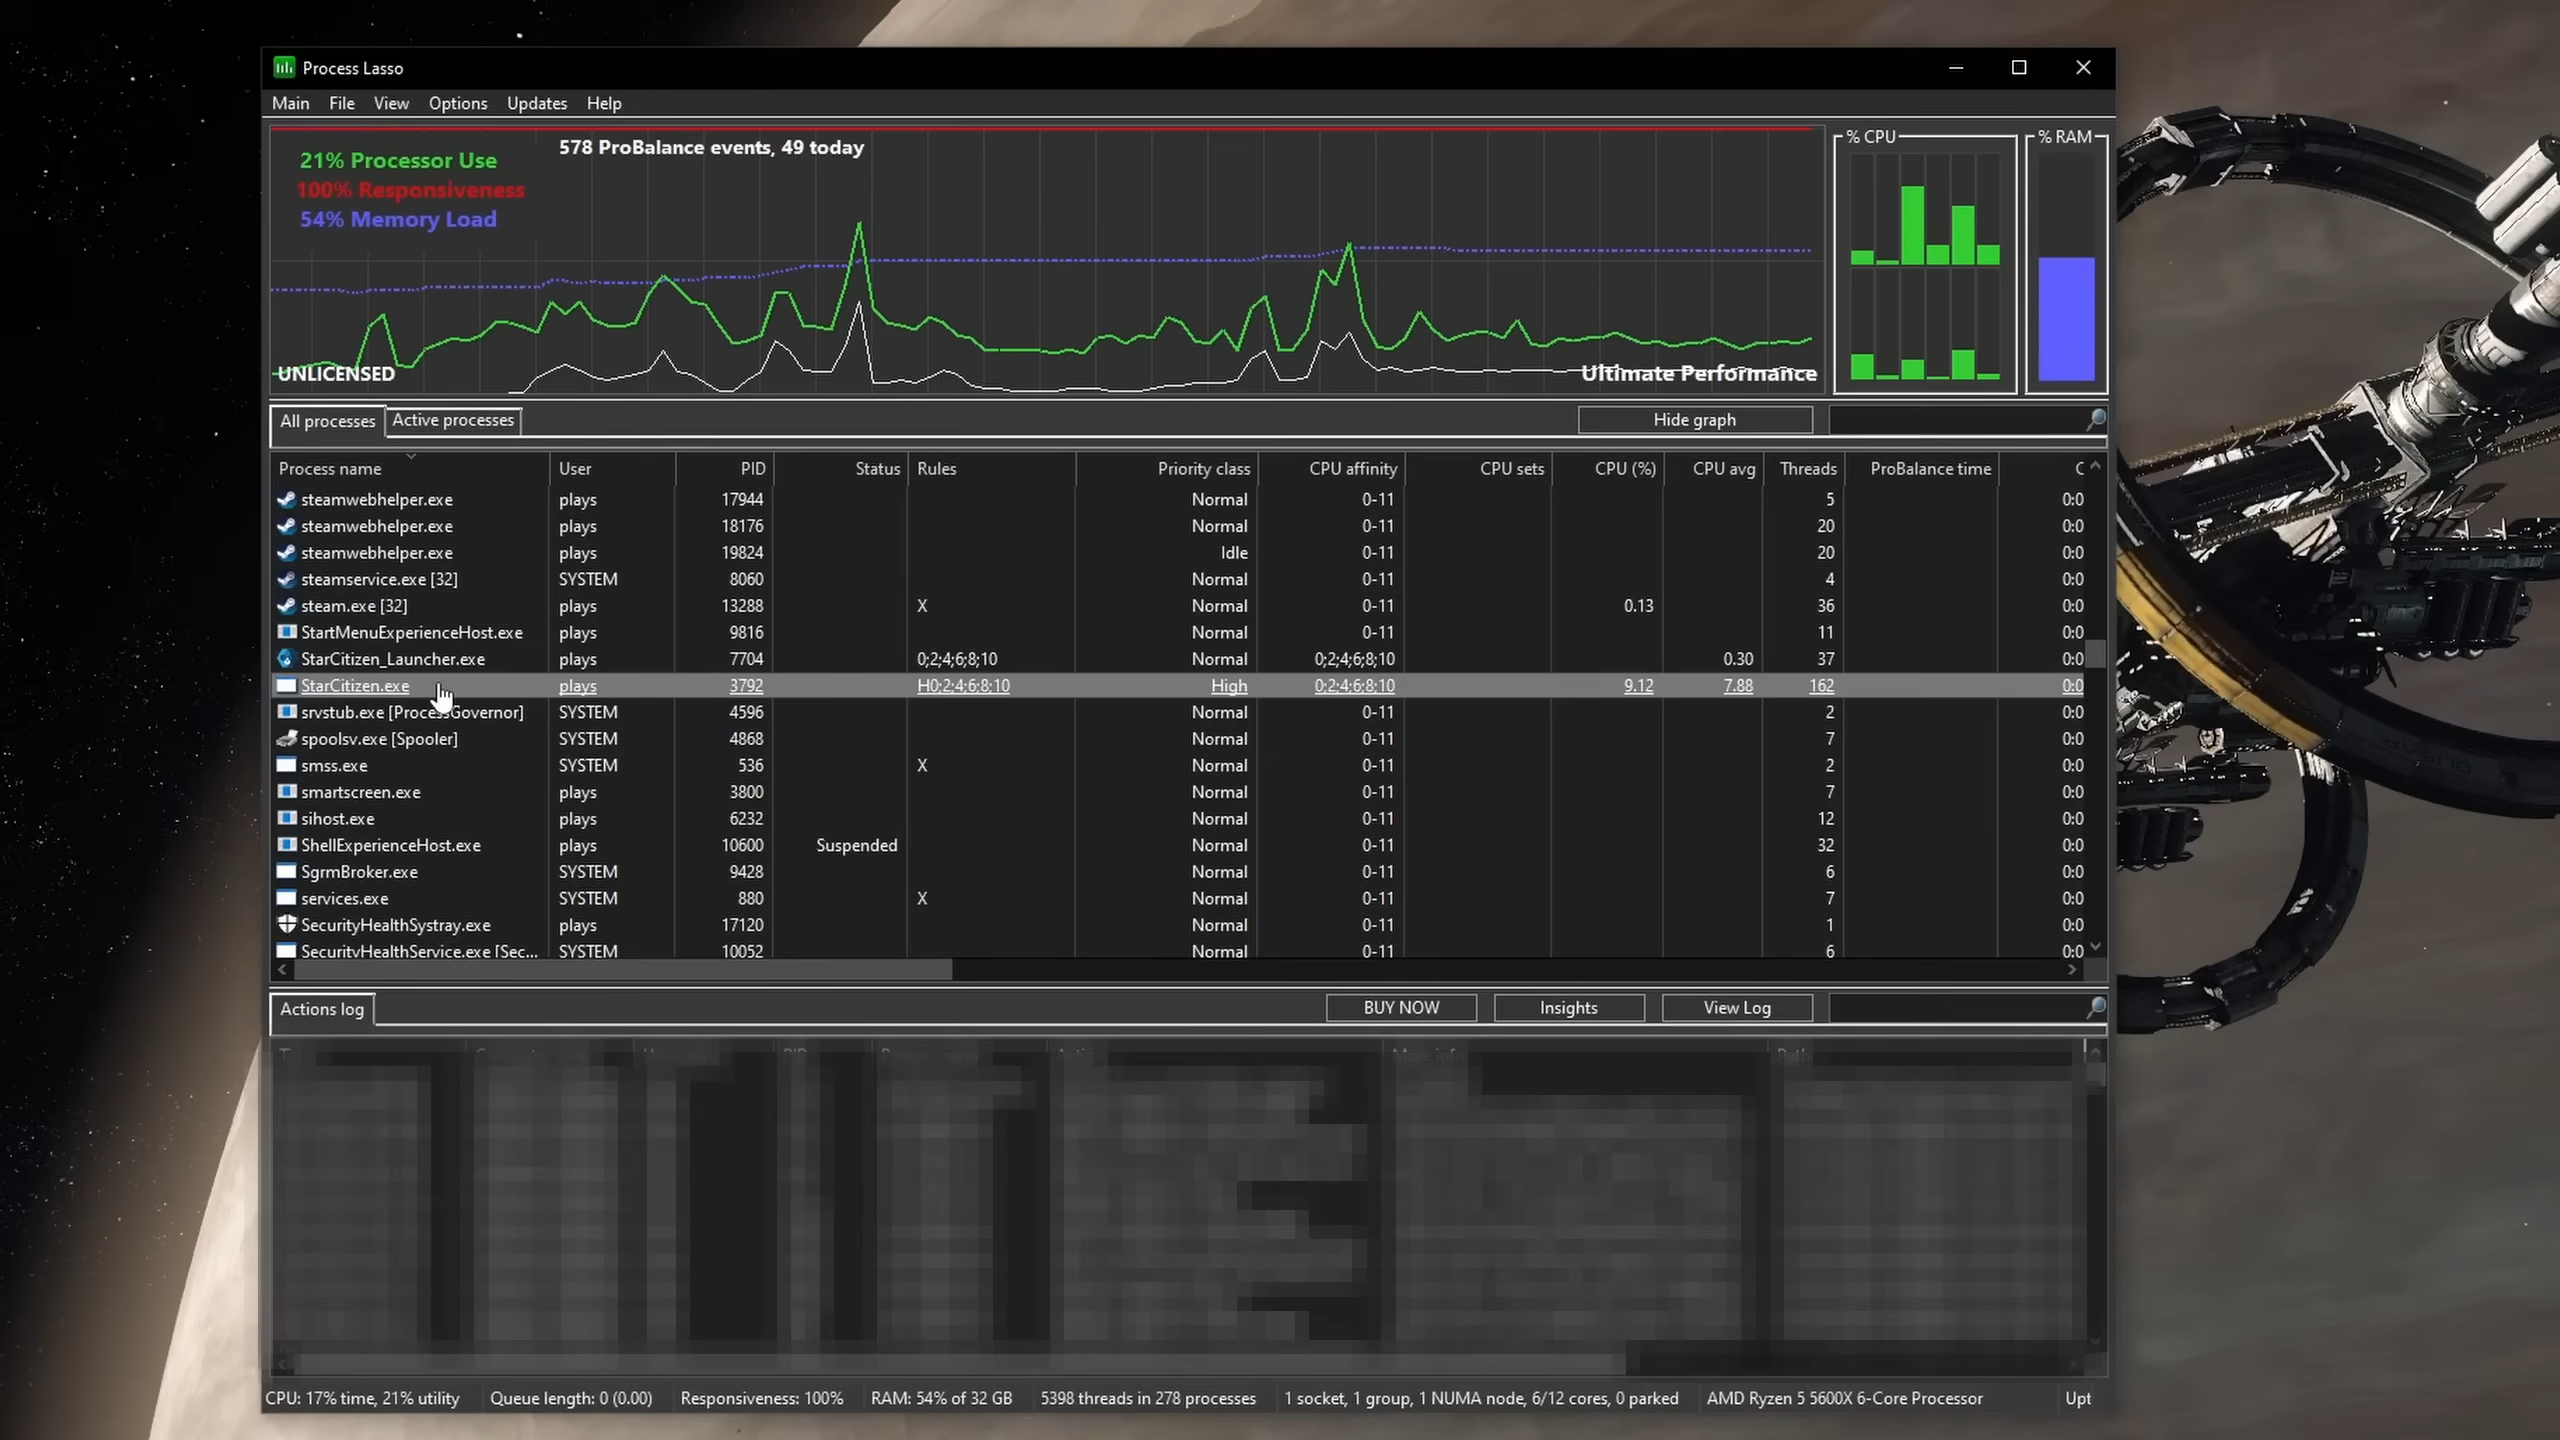 Process Lasso
Main File View Options Updates Help
578 ProBalance events, 49 today
21% Processor Use
100% Responsiveness
54% Memory Load
UNLICENSED
Ultimate Performance
% CPU
% RAM
All processes Active processes Hide graph
Process name User PID Status Rules Priority class CPU affinity CPU sets CPU (%) CPU avg Threads ProBalance time C
steamwebhelper.exe plays 17944 Normal 0-11 5 0:0
steamwebhelper.exe plays 18176 Normal 0-11 20 0:0
steamwebhelper.exe plays 19824 Idle 0-11 20 0:0
steamservice.exe [32] SYSTEM 8060 Normal 0-11 4 0:0
steam.exe [32] plays 13288 X Normal 0-11 0.13 36 0:0
StartMenuExperienceHost.exe plays 9816 Normal 0-11 11 0:0
StarCitizen_Launcher.exe plays 7704 0;2;4;6;8;10 Normal 0;2;4;6;8;10 0.30 37 0:0
StarCitizen.exe plays 3792 H0;2;4;6;8;10 High 0;2;4;6;8;10 9.12 7.88 162 0:0
srvstub.exe [ProcessGovernor] SYSTEM 4596 Normal 0-11 2 0:0
spoolsv.exe [Spooler] SYSTEM 4868 Normal 0-11 7 0:0
smss.exe SYSTEM 536 X Normal 0-11 2 0:0
smartscreen.exe plays 3800 Normal 0-11 7 0:0
sihost.exe plays 6232 Normal 0-11 12 0:0
ShellExperienceHost.exe plays 10600 Suspended Normal 0-11 32 0:0
SgrmBroker.exe SYSTEM 9428 Normal 0-11 6 0:0
services.exe SYSTEM 880 X Normal 0-11 7 0:0
SecurityHealthSystray.exe plays 17120 Normal 0-11 1 0:0
SecurityHealthService.exe [Sec... SYSTEM 10052 Normal 0-11 6 0:0
Actions log BUY NOW Insights View Log
CPU: 17% time, 21% utility Queue length: 0 (0.00) Responsiveness: 100% RAM: 54% of 32 GB 5398 threads in 278 processes 1 socket, 1 group, 1 NUMA node, 6/12 cores, 0 parked AMD Ryzen 5 5600X 6-Core Processor Upt